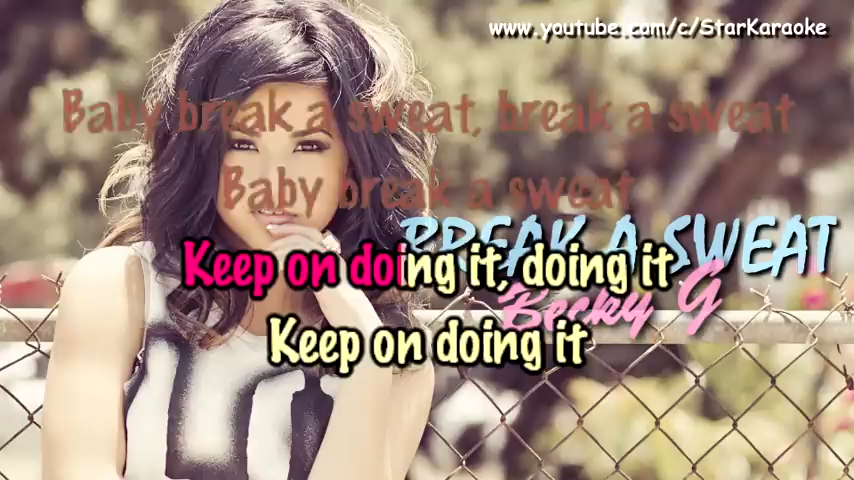 www.youtube.com/c/StarKaraoke
Baby break a sweat, break a sweat
Baby break a sweat
BREAK A SWEAT
Keep on doing it, doing it
Becky G
Keep on doing it